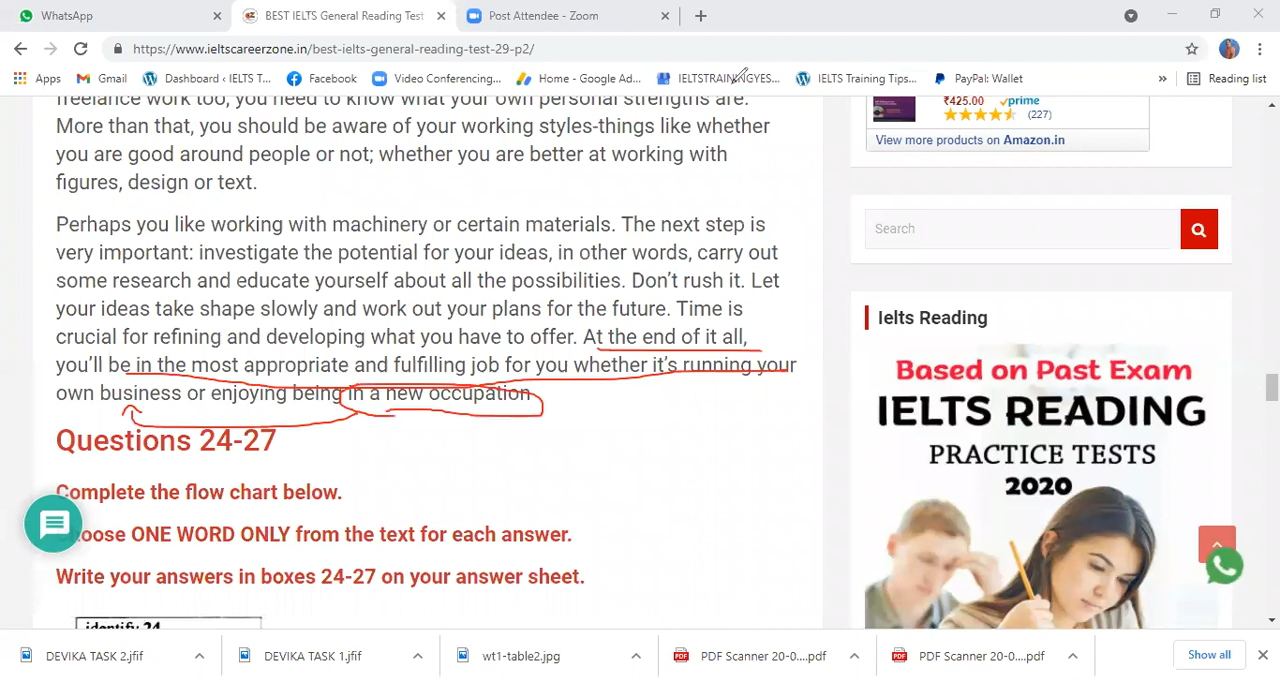 WhatsApp
BEST IELTS General Reading Test
Post Attendee - Zoom
https://www.ieltscareerzone.in/best-ielts-general-reading-test-29-p2/
Apps
Gmail
Dashboard ‹ IELTS T...
Facebook
Video Conferencing...
Home - Google Ad...
IELTSTRAININGYES...
IELTS Training Tips...
PayPal: Wallet
»
Reading list
freelance work too, you need to know what your own personal strengths are.
More than that, you should be aware of your working styles-things like whether
you are good around people or not; whether you are better at working with
figures, design or text.
Perhaps you like working with machinery or certain materials. The next step is
very important: investigate the potential for your ideas, in other words, carry out
some research and educate yourself about all the possibilities. Don't rush it. Let
your ideas take shape slowly and work out your plans for the future. Time is
crucial for refining and developing what you have to offer. At the end of it all,
you'll be in the most appropriate and fulfilling job for you whether it's running your
own business or enjoying being in a new occupation
Questions 24-27
Complete the flow chart below.
Choose ONE WORD ONLY from the text for each answer.
Write your answers in boxes 24-27 on your answer sheet.
identify 24
₹425.00 prime
(227)
View more products on Amazon.in
Search
Ielts Reading
Based on Past Exam
IELTS READING
PRACTICE TESTS
2020
DEVIKA TASK 2.jfif
DEVIKA TASK 1.jfif
wt1-table2.jpg
PDF Scanner 20-0....pdf
PDF Scanner 20-0....pdf
Show all